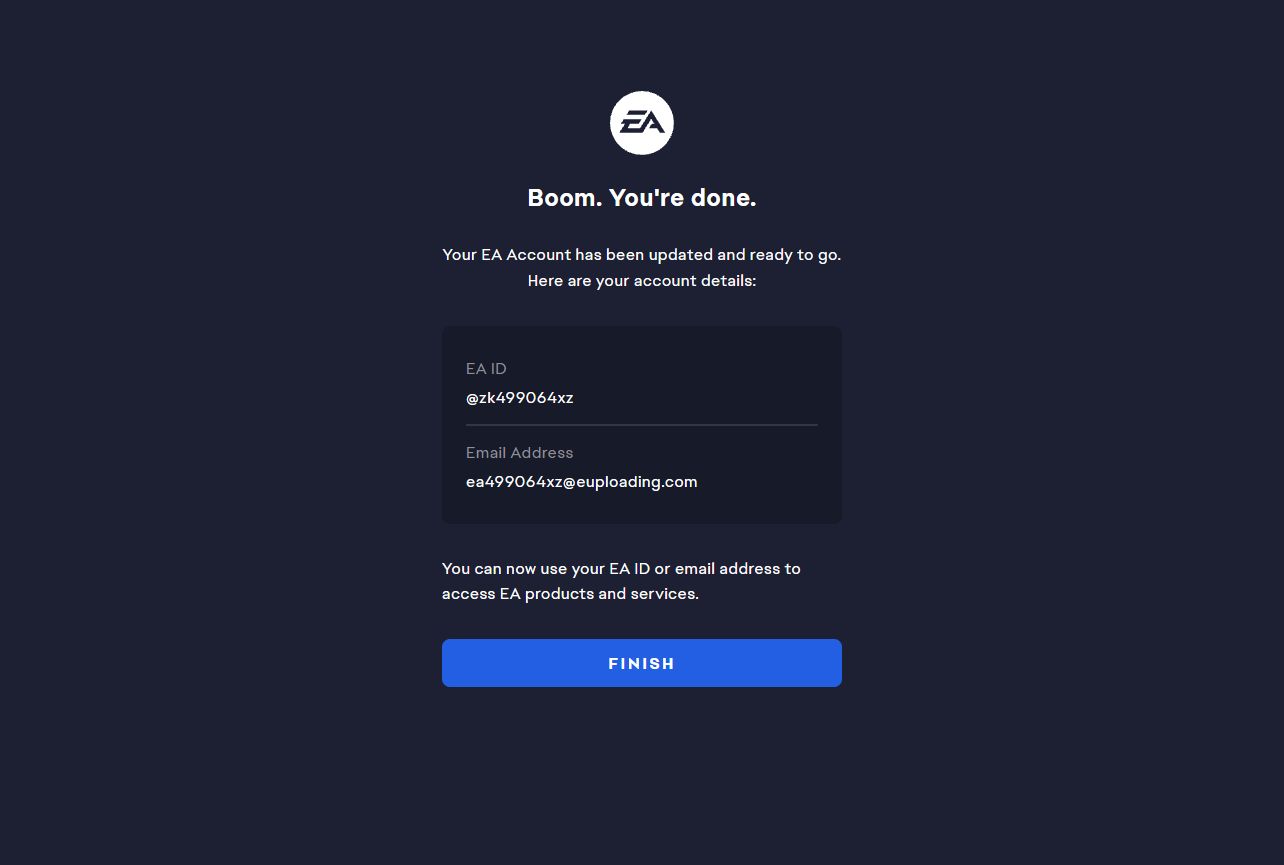 EA
Boom. You're done.
Your EA Account has been updated and ready to go.
Here are your account details:
EA ID
@zk499064xz
Email Address
ea499064xz@euploading.com
You can now use your EA ID or email address to
access EA products and services.
FINISH